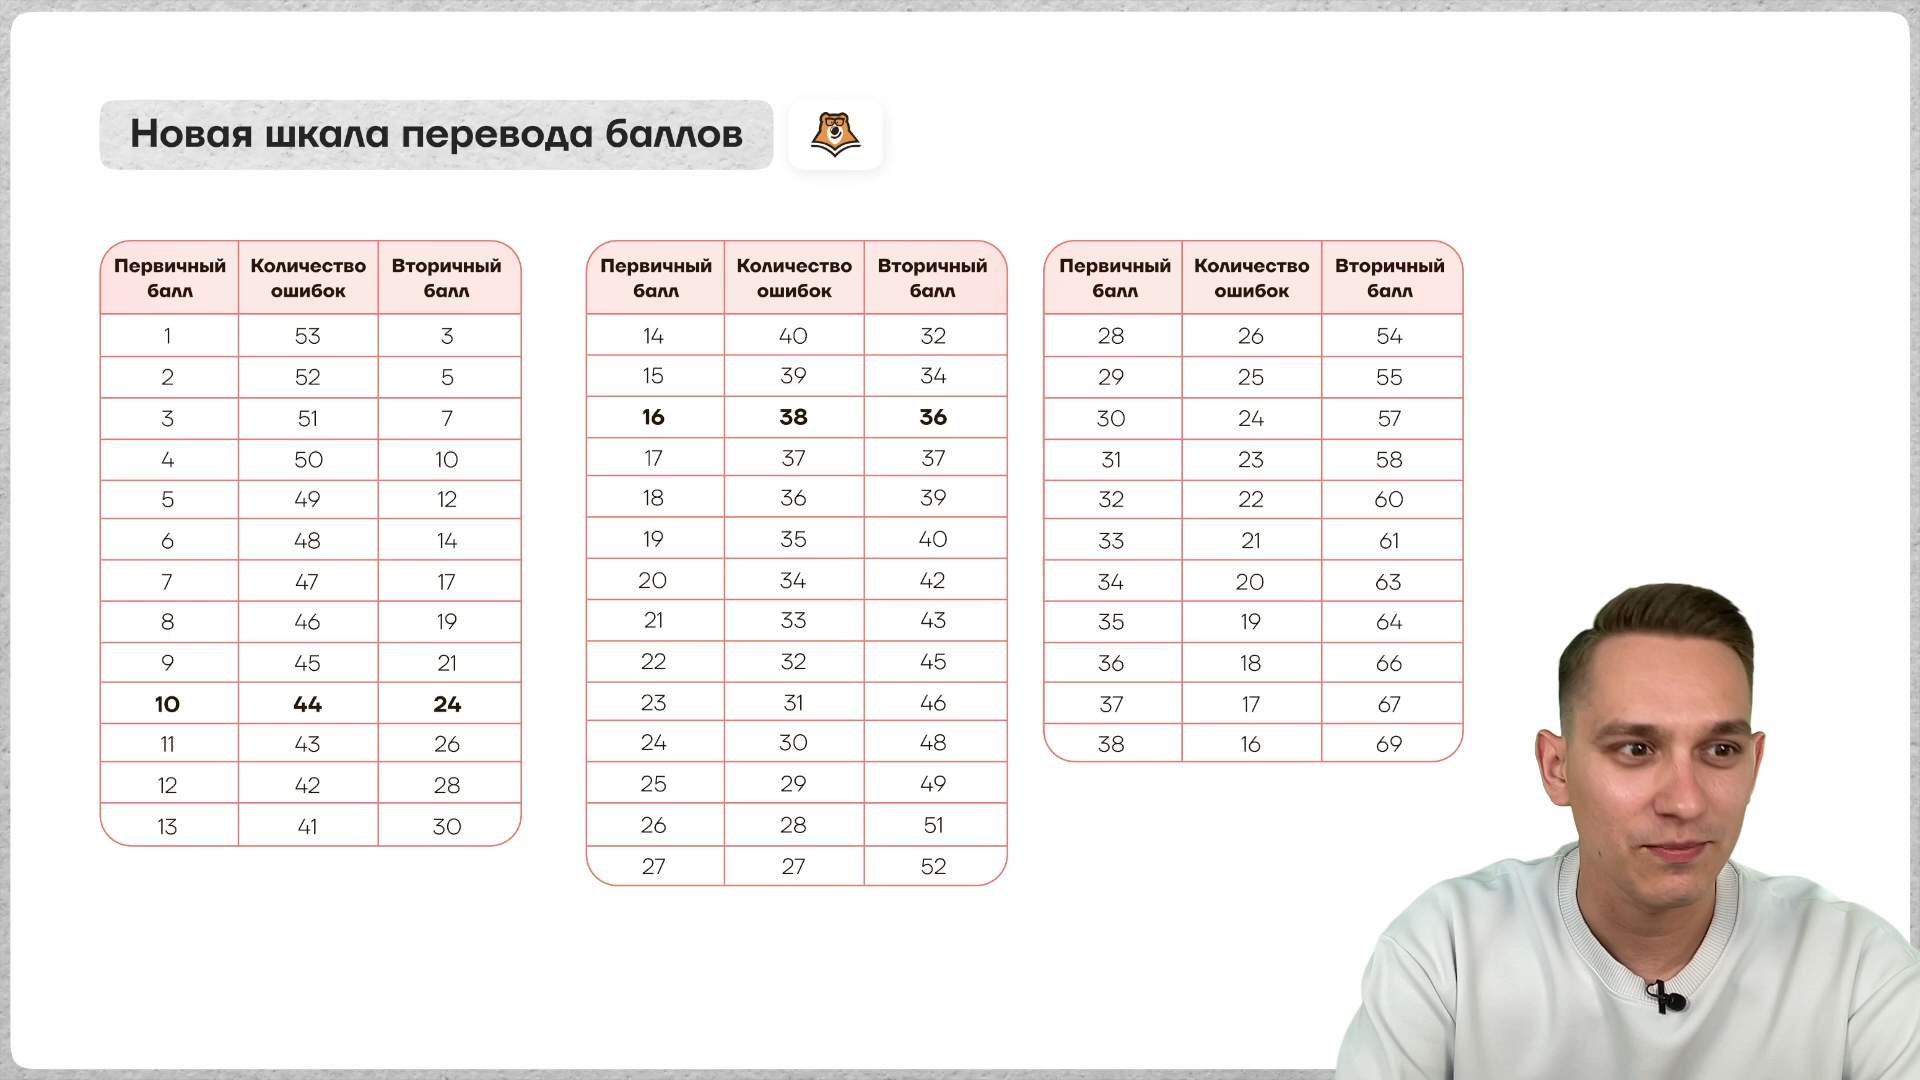 Новая шкала перевода баллов
Первичный балл Количество ошибок Вторичный балл
1 53 3
2 52 5
3 51 7
4 50 10
5 49 12
6 48 14
7 47 17
8 46 19
9 45 21
10 44 24
11 43 26
12 42 28
13 41 30
Первичный балл Количество ошибок Вторичный балл
14 40 32
15 39 34
16 38 36
17 37 37
18 36 39
19 35 40
20 34 42
21 33 43
22 32 45
23 31 46
24 30 48
25 29 49
26 28 51
27 27 52
Первичный балл Количество ошибок Вторичный балл
28 26 54
29 25 55
30 24 57
31 23 58
32 22 60
33 21 61
34 20 63
35 19 64
36 18 66
37 17 67
38 16 69